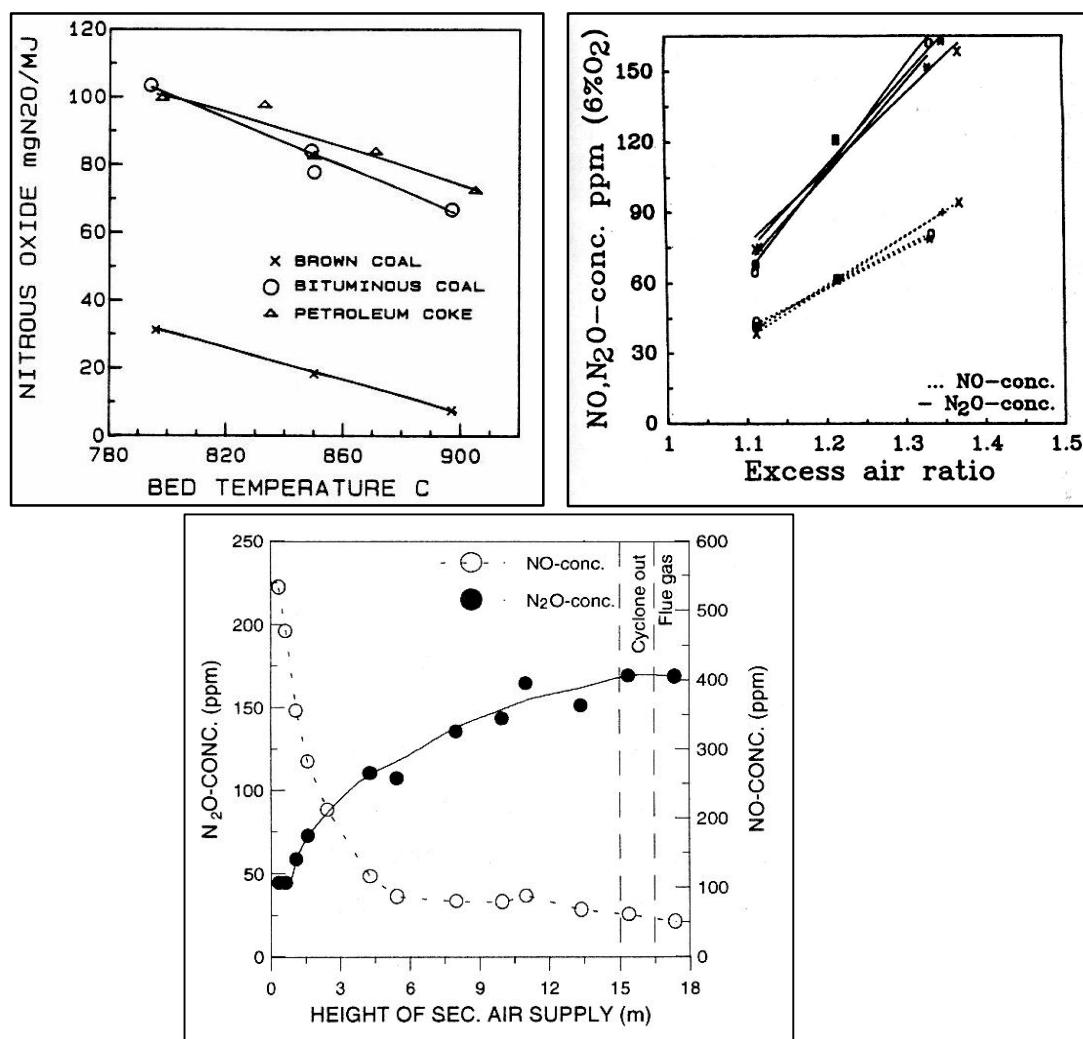 120
100
80
60
40
20
0
780
820
860
900
NITROUS OXIDE mgN20/MJ
BED TEMPERATURE C
× BROWN COAL
○ BITUMINOUS COAL
△ PETROLEUM COKE
150
120
90
60
30
0
1
1.1
1.2
1.3
1.4
1.5
NO,N₂O-conc. ppm (6%O₂)
Excess air ratio
... NO-conc.
— N₂O-conc.
250
200
150
100
50
0
N₂O-CONC. (ppm)
NO-conc.
N₂O-conc.
Cyclone out
Flue gas
600
500
400
300
200
100
0
NO-CONC. (ppm)
0
3
6
9
12
15
18
HEIGHT OF SEC. AIR SUPPLY (m)